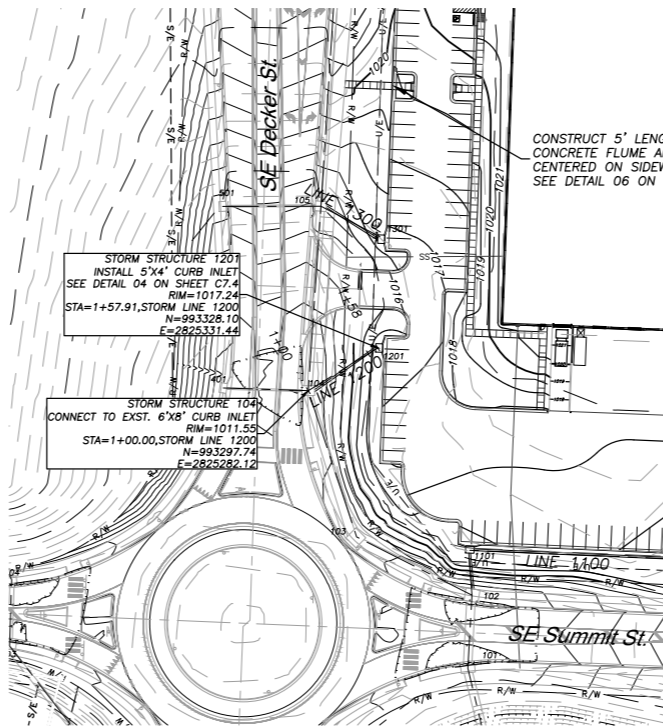 SE Decker St.
S/E
R/W
S/E
R/W
U/E
1020
R/W
U/E
CONSTRUCT 5' LENG
CONCRETE FLUME A
CENTERED ON SIDEW
SEE DETAIL 06 ON
1021
1020
1019
501
105
LINE 1300
1301
SS
1017
1016
R/W
+58
1018
STORM STRUCTURE 1201
INSTALL 5'X4' CURB INLET
SEE DETAIL 04 ON SHEET C7.4
RIM=1017.24
STA=1+57.91,STORM LINE 1200
N=993328.10
E=2825331.44
1+00
1201
LINE 1200
401
104
STORM STRUCTURE 104
CONNECT TO EXST. 6'X8' CURB INLET
RIM=1011.55
STA=1+00.00,STORM LINE 1200
N=993297.74
E=2825282.12
R/W
U/E
R/W
103
1101
LINE 1100
R/W
R/W
102
SE Summit St.
101
R/W
R/W
S/E